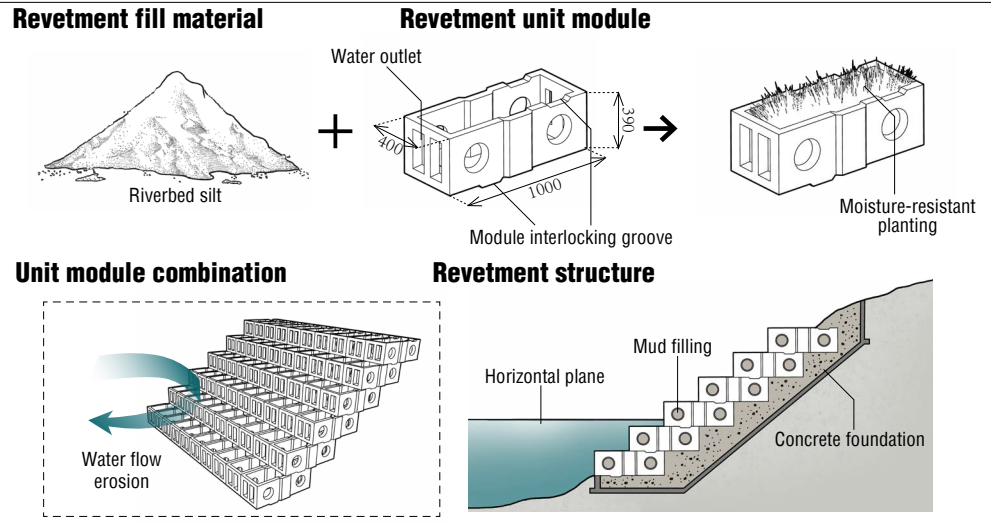 Revetment fill material
Revetment unit module
Water outlet
400
390
1000
Riverbed silt
Module interlocking groove
Moisture-resistant
planting
Unit module combination
Revetment structure
Water flow
erosion
Mud filling
Horizontal plane
Concrete foundation